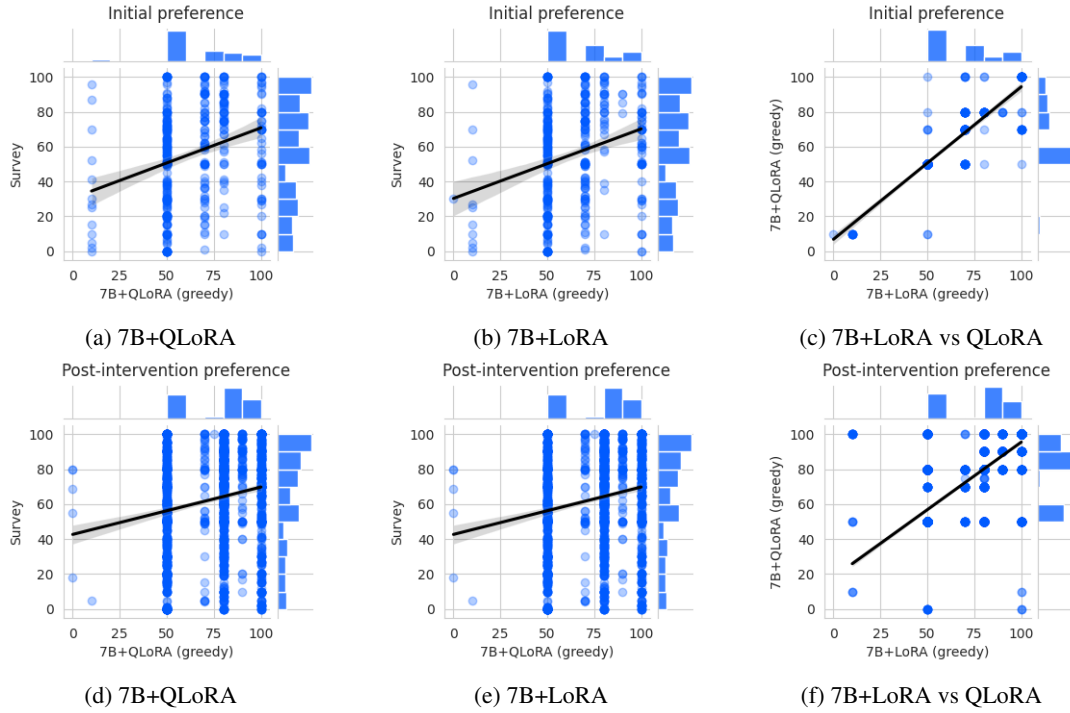 Initial preference
Survey
100
80
60
40
20
0
0 25 50 75 100
7B+QLoRA (greedy)
(a) 7B+QLoRA
Initial preference
Survey
100
80
60
40
20
0
0 25 50 75 100
7B+LoRA (greedy)
(b) 7B+LoRA
Initial preference
7B+QLoRA (greedy)
100
80
60
40
20
0
0 25 50 75 100
7B+LoRA (greedy)
(c) 7B+LoRA vs QLoRA
Post-intervention preference
Survey
100
80
60
40
20
0
0 25 50 75 100
7B+QLoRA (greedy)
(d) 7B+QLoRA
Post-intervention preference
Survey
100
80
60
40
20
0
0 25 50 75 100
7B+QLoRA (greedy)
(e) 7B+LoRA
Post-intervention preference
7B+QLoRA (greedy)
100
80
60
40
20
0
0 25 50 75 100
7B+LoRA (greedy)
(f) 7B+LoRA vs QLoRA